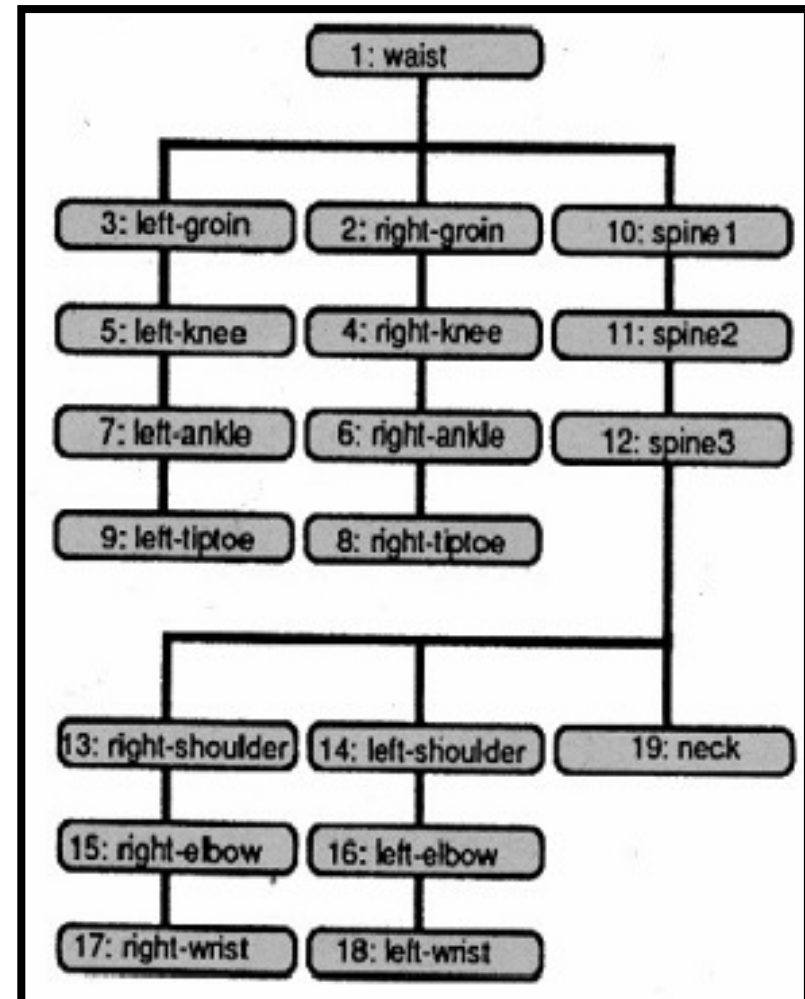 1: waist
3: left-groin
2: right-groin
10: spine1
5: left-knee
4: right-knee
11: spine2
7: left-ankle
6: right-ankle
12: spine3
9: left-tiptoe
8: right-tiptoe
13: right-shoulder
14: left-shoulder
19: neck
15: right-elbow
16: left-elbow
17: right-wrist
18: left-wrist